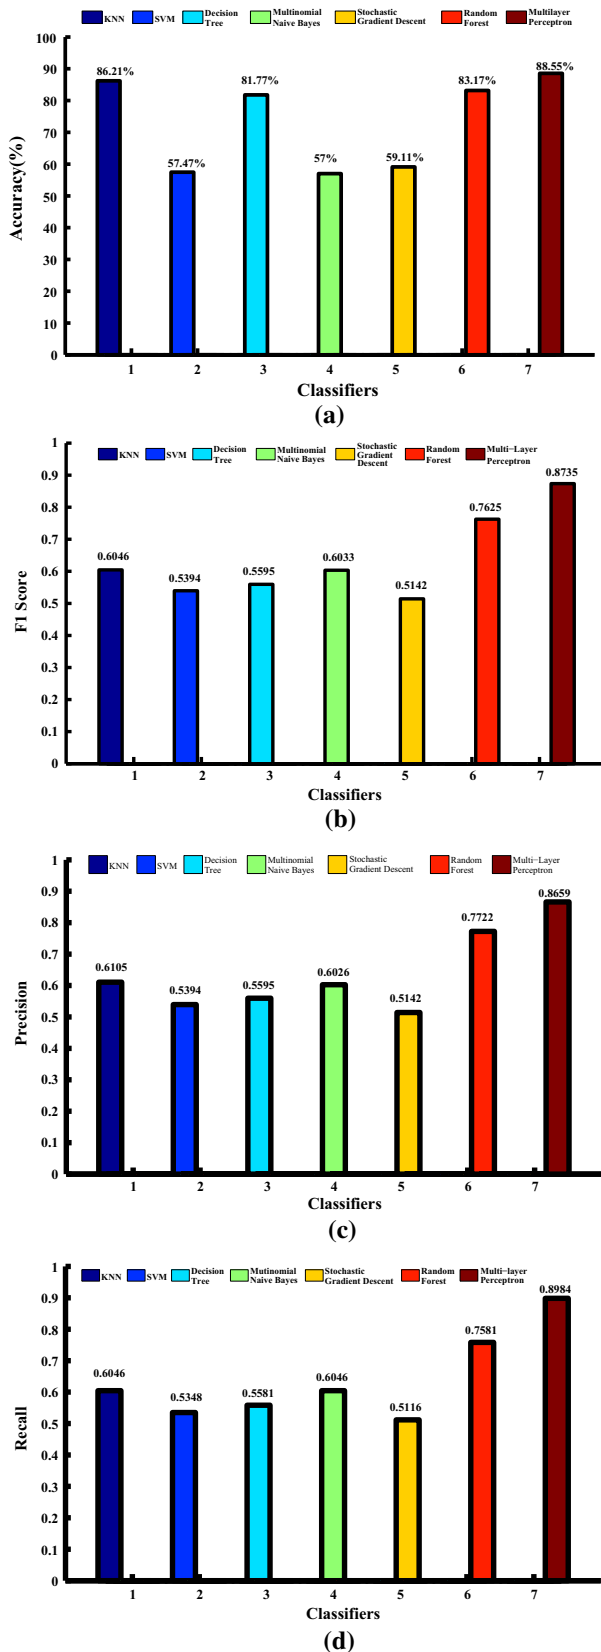 KNN SVM Decision Tree Multinomial Naive Bayes Stochastic Gradient Descent Random Forest Multilayer Perceptron
100
90
80
70
60
50
40
30
20
10
0
Accuracy(%)
86.21% 57.47% 81.77% 57% 59.11% 83.17% 88.55%
1 2 3 4 5 6 7
Classifiers
(a)
KNN SVM Decision Tree Multinomial Naive Bayes Stochastic Gradient Descent Random Forest Multi-Layer Perceptron
1
0.9
0.8
0.7
0.6
0.5
0.4
0.3
0.2
0.1
0
F1 Score
0.6046 0.5394 0.5595 0.6033 0.5142 0.7625 0.8735
1 2 3 4 5 6 7
Classifiers
(b)
KNN SVM Decision Tree Multinomial Naive Bayes Stochastic Gradient Descent Random Forest Multi-Layer Perceptron
1
0.9
0.8
0.7
0.6
0.5
0.4
0.3
0.2
0.1
0
Precision
0.6105 0.5394 0.5595 0.6026 0.5142 0.7722 0.8659
1 2 3 4 5 6 7
Classifiers
(c)
KNN SVM Decision Tree Mutinomial Naive Bayes Stochastic Gradient Descent Random Forest Multi-layer Perceptron
1
0.9
0.8
0.7
0.6
0.5
0.4
0.3
0.2
0.1
0
Recall
0.6046 0.5348 0.5581 0.6046 0.5116 0.7581 0.8984
1 2 3 4 5 6 7
Classifiers
(d)